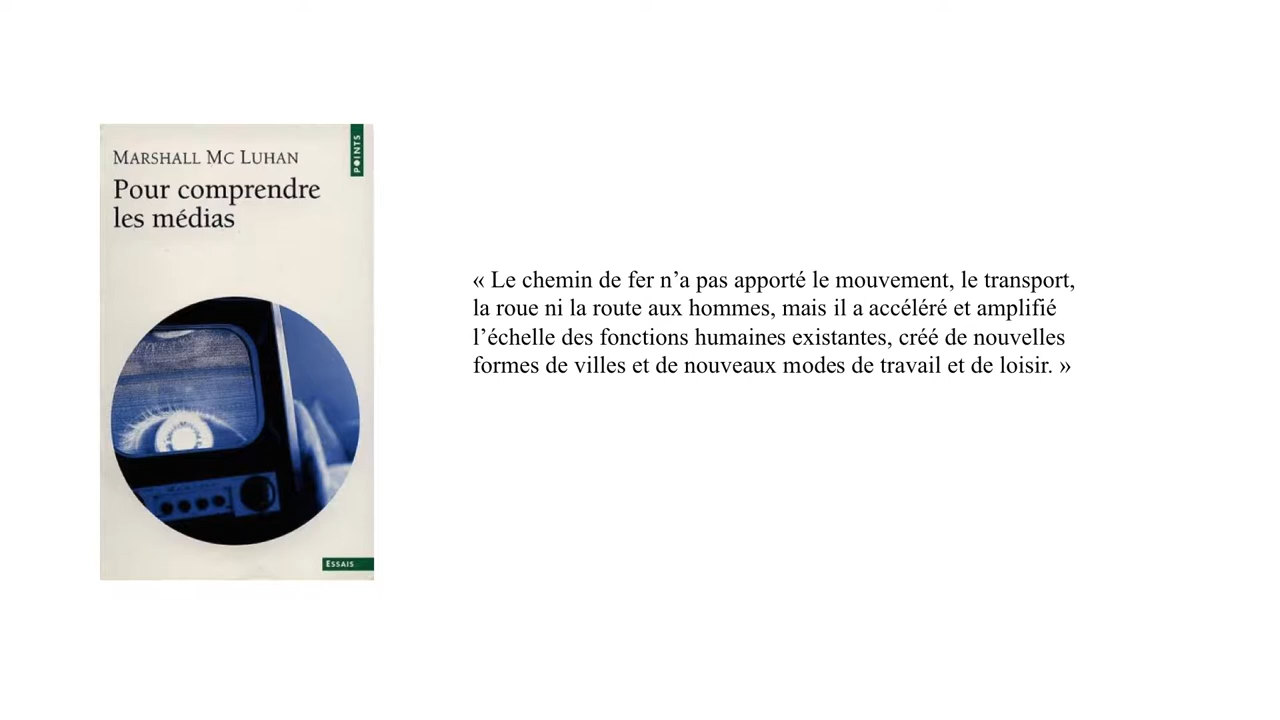 MARSHALL MC LUHAN
Pour comprendre
les médias
POINTS
ESSAIS
« Le chemin de fer n’a pas apporté le mouvement, le transport,
la roue ni la route aux hommes, mais il a accéléré et amplifié
l’échelle des fonctions humaines existantes, créé de nouvelles
formes de villes et de nouveaux modes de travail et de loisir. »